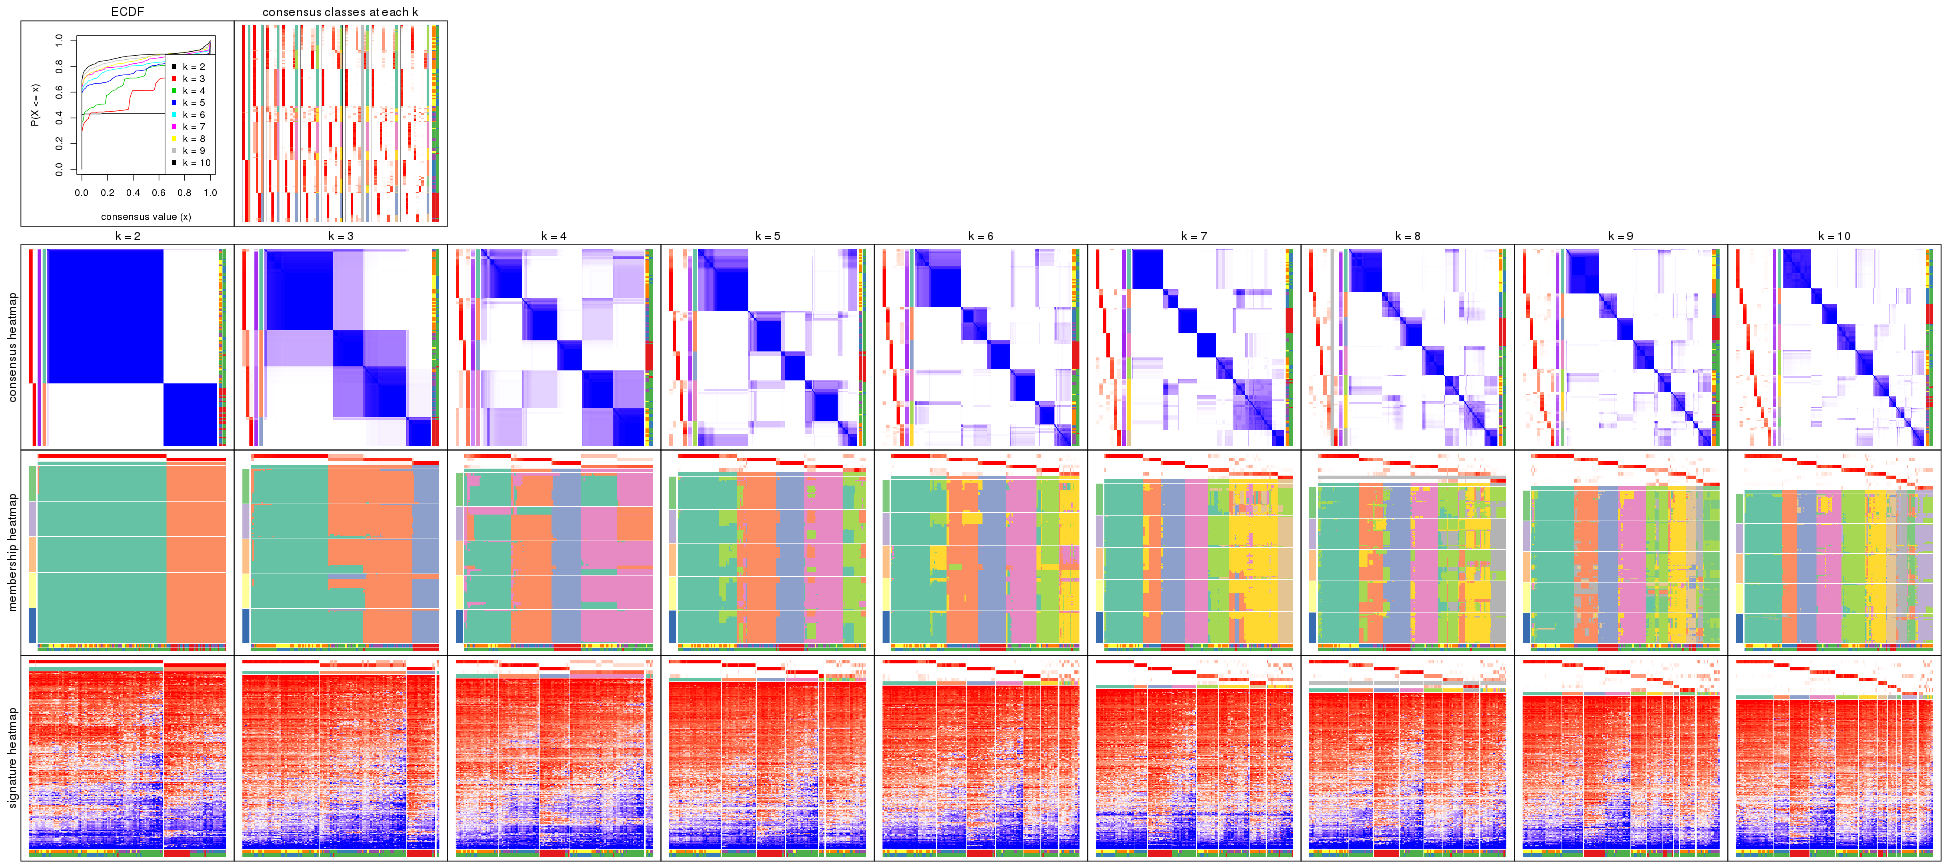 ECDF
consensus classes at each k
P(X <= x)
0.0 0.2 0.4 0.6 0.8 1.0
k = 2
k = 3
k = 4
k = 5
k = 6
k = 7
k = 8
k = 9
k = 10
0.0 0.2 0.4 0.6 0.8 1.0
consensus value (x)
k = 2 k = 3 k = 4 k = 5 k = 6 k = 7 k = 8 k = 9 k = 10
consensus heatmap
membership heatmap
signature heatmap